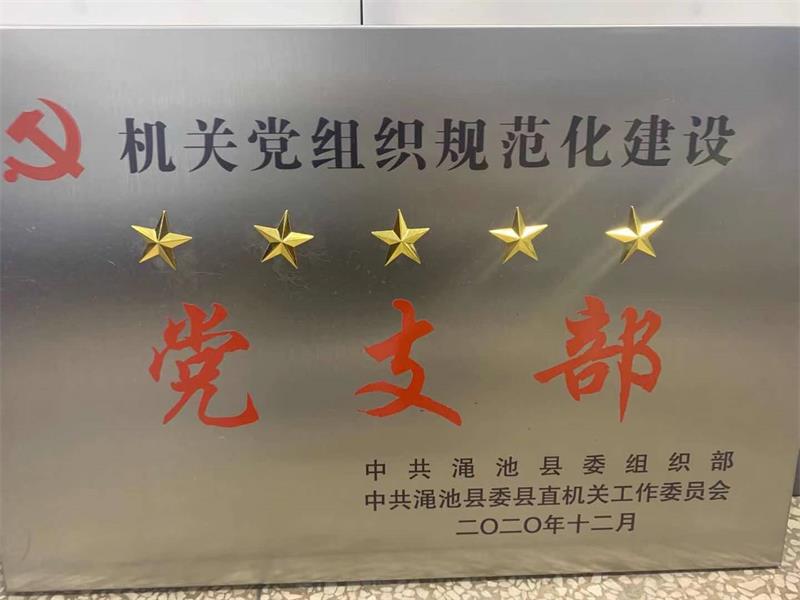 机关党组织规范化建设
党支部
中共渑池县委组织部
中共渑池县委县直机关工作委员会
二〇二〇年十二月